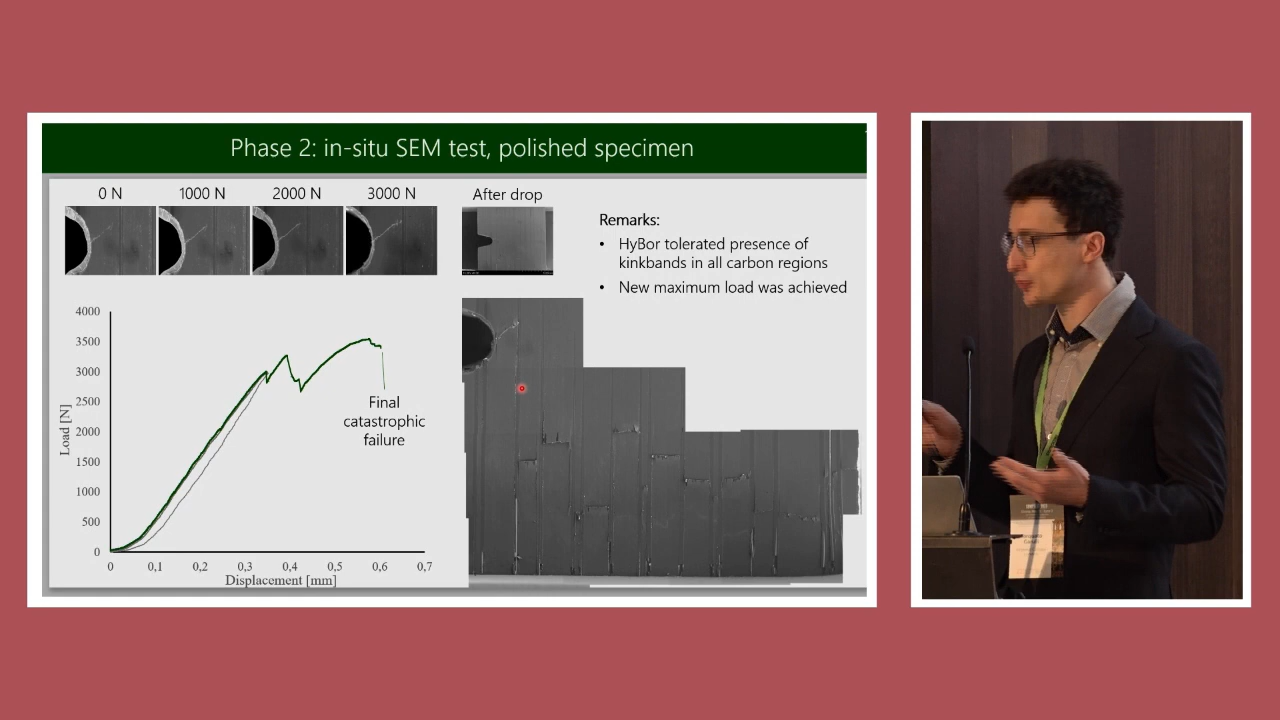 Phase 2: in-situ SEM test, polished specimen
0 N
1000 N
2000 N
3000 N
After drop
Remarks:
• HyBor tolerated presence of
kinkbands in all carbon regions
• New maximum load was achieved
4000
3500
3000
2500
2000
1500
1000
500
0
Load [N]
Final
catastrophic
failure
0 0,1 0,2 0,3 0,4 0,5 0,6 0,7
Displacement [mm]